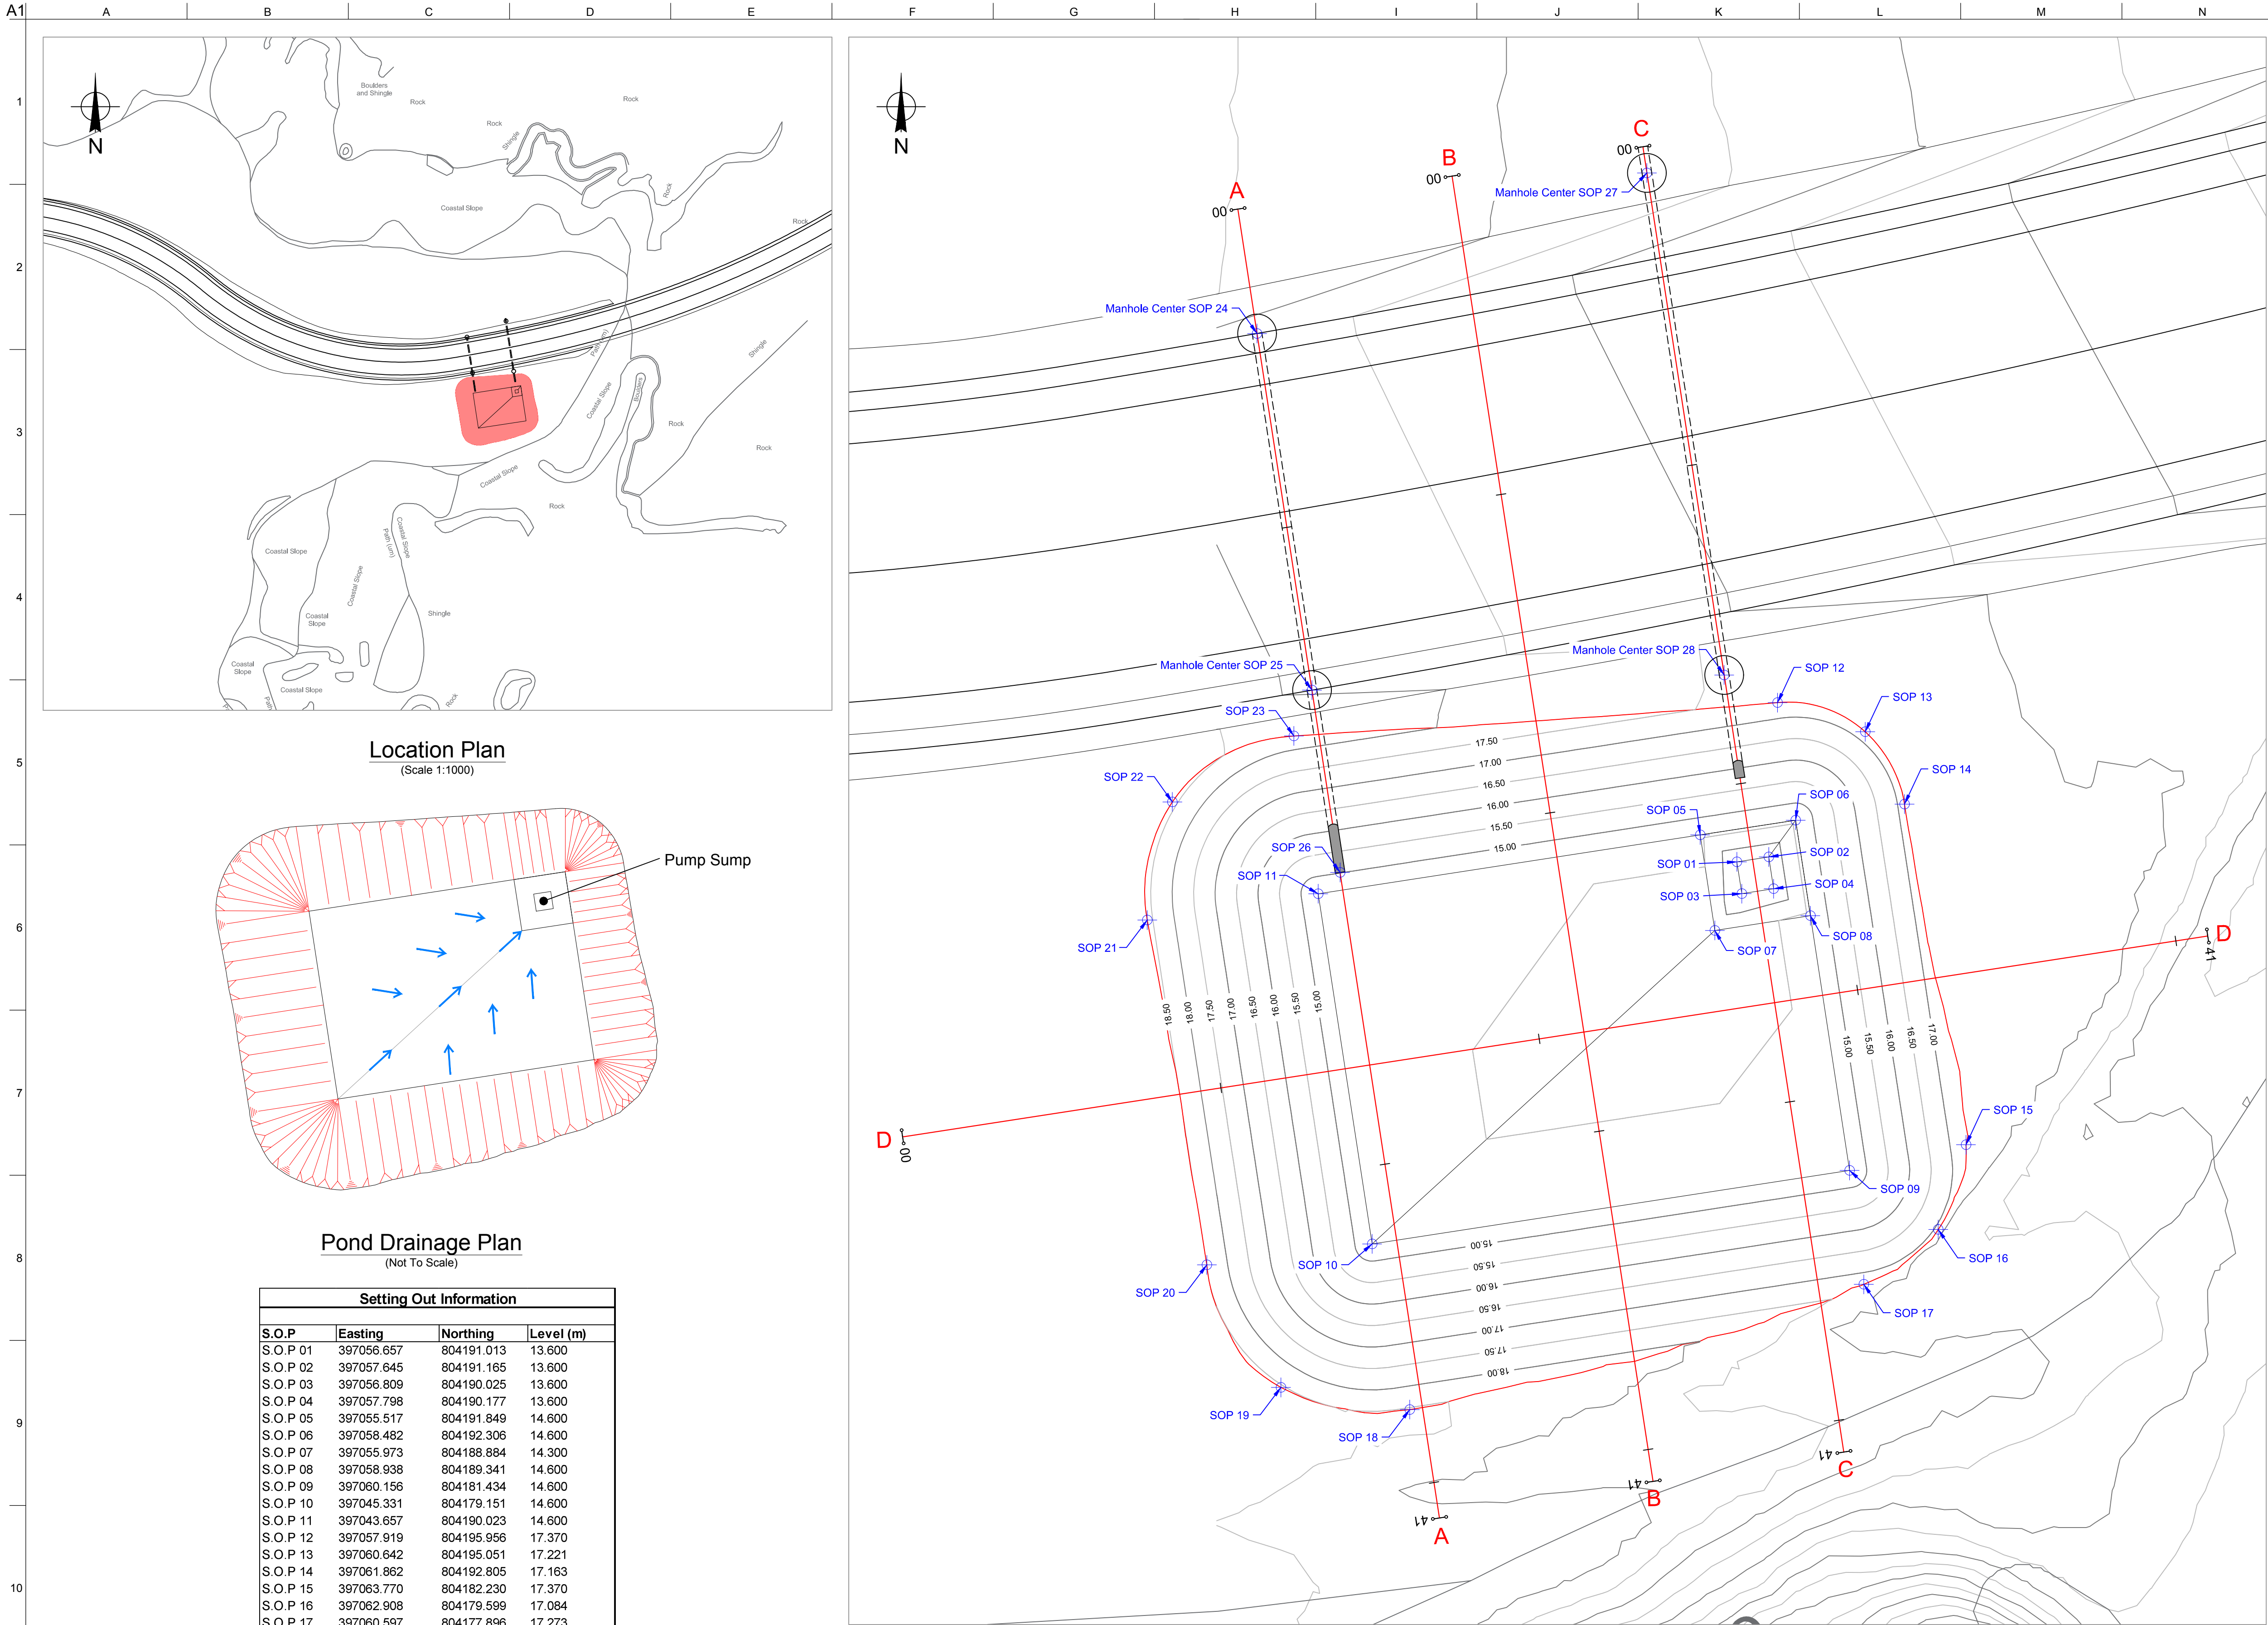 A1
A
B
C
D
E
F
G
H
I
J
K
L
M
N
1
2
3
4
5
6
7
8
9
10
N
Boulders
and Shingle
Rock
Rock
Rock
Shingle
Rock
Coastal Slope
Rock
Path (um)
Shingle
Coastal Slope
Boulders
Rock
Rock
Coastal Slope
Rock
Coastal Slope
Path (um)
Coastal Slope
Coastal Slope
Coastal
Slope
Shingle
Coastal
Slope
Coastal Slope
Path
Rock
Location Plan
(Scale 1:1000)
Pump Sump
Pond Drainage Plan
(Not To Scale)
Setting Out Information
S.O.P Easting Northing Level (m)
S.O.P 01 397056.657 804191.013 13.600
S.O.P 02 397057.645 804191.165 13.600
S.O.P 03 397056.809 804190.025 13.600
S.O.P 04 397057.798 804190.177 13.600
S.O.P 05 397055.517 804191.849 14.600
S.O.P 06 397058.482 804192.306 14.600
S.O.P 07 397055.973 804188.884 14.300
S.O.P 08 397058.938 804189.341 14.600
S.O.P 09 397060.156 804181.434 14.600
S.O.P 10 397045.331 804179.151 14.600
S.O.P 11 397043.657 804190.023 14.600
S.O.P 12 397057.919 804195.956 17.370
S.O.P 13 397060.642 804195.051 17.221
S.O.P 14 397061.862 804192.805 17.163
S.O.P 15 397063.770 804182.230 17.370
S.O.P 16 397062.908 804179.599 17.084
S.O.P 17 397060.597 804177.896 17.273
N
A
00
B
00
C
00
Manhole Center SOP 27
Manhole Center SOP 24
Manhole Center SOP 25
Manhole Center SOP 28
SOP 12
SOP 13
SOP 23
SOP 22
SOP 14
17.50
17.00
16.50
16.00
15.50
15.00
SOP 06
SOP 05
SOP 26
SOP 01
SOP 02
SOP 11
SOP 03
SOP 04
SOP 21
SOP 07
SOP 08
D
41
18.50
18.00
17.50
17.00
16.50
16.00
15.50
15.00
15.00
15.50
16.00
16.50
17.00
D
00
SOP 15
SOP 09
SOP 10
SOP 16
SOP 20
SOP 17
15.00
15.50
16.00
16.50
17.00
17.50
18.00
SOP 19
SOP 18
41
C
41
B
41
A